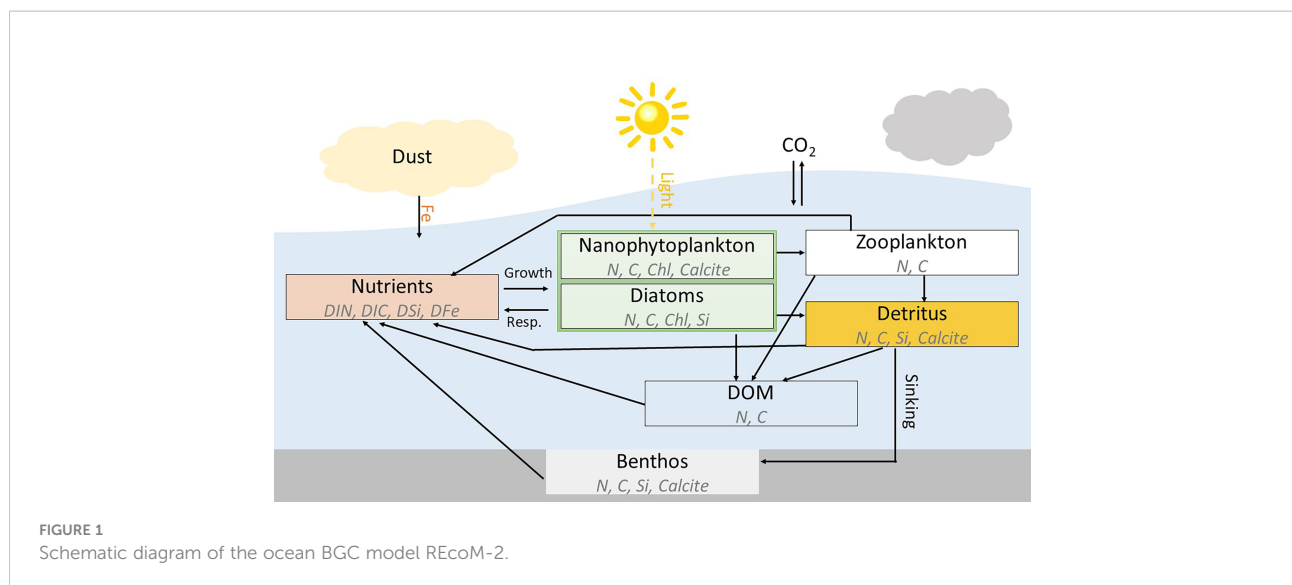 Dust
CO₂
Fe
Light
Nanophytoplankton
N, C, Chl, Calcite
Zooplankton
N, C
Nutrients
DIN, DIC, DSi, DFe
Growth
Resp.
Diatoms
N, C, Chl, Si
Detritus
N, C, Si, Calcite
DOM
N, C
Sinking
Benthos
N, C, Si, Calcite
FIGURE 1
Schematic diagram of the ocean BGC model REcoM-2.